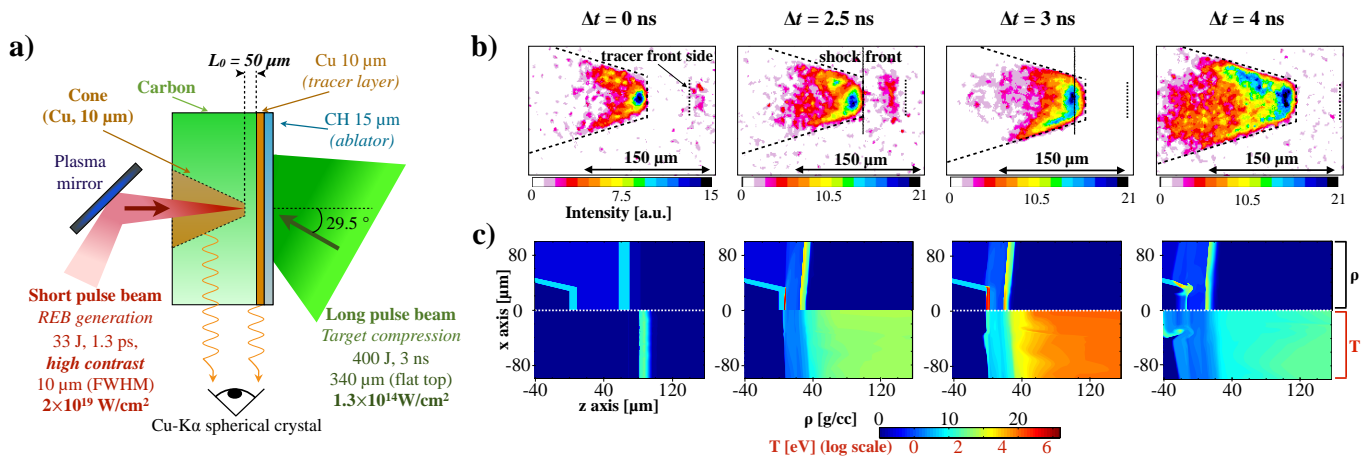 a)
L₀ = 50 µm
Carbon
Cu 10 µm
(tracer layer)
Cone
(Cu, 10 µm)
CH 15 µm
(ablator)
Plasma
mirror
29.5 °
Short pulse beam
REB generation
33 J, 1.3 ps,
high contrast
10 µm (FWHM)
2×10¹⁹ W/cm²
Long pulse beam
Target compression
400 J, 3 ns
340 µm (flat top)
1.3×10¹⁴W/cm²
Cu-Kα spherical crystal
Δt = 0 ns
Δt = 2.5 ns
Δt = 3 ns
Δt = 4 ns
b)
tracer front side
shock front
150 µm
150 µm
150 µm
150 µm
0 7.5 15
0 10.5 21
0 10.5 21
0 10.5 21
Intensity [a.u.]
c)
x axis [µm]
80
0
-80
80
0
-80
80
0
-80
80
0
-80
ρ
T
-40 40 120
-40 40 120
-40 40 120
-40 40 120
z axis [µm]
ρ [g/cc]
0 10 20
T [eV] (log scale) 0 2 4 6